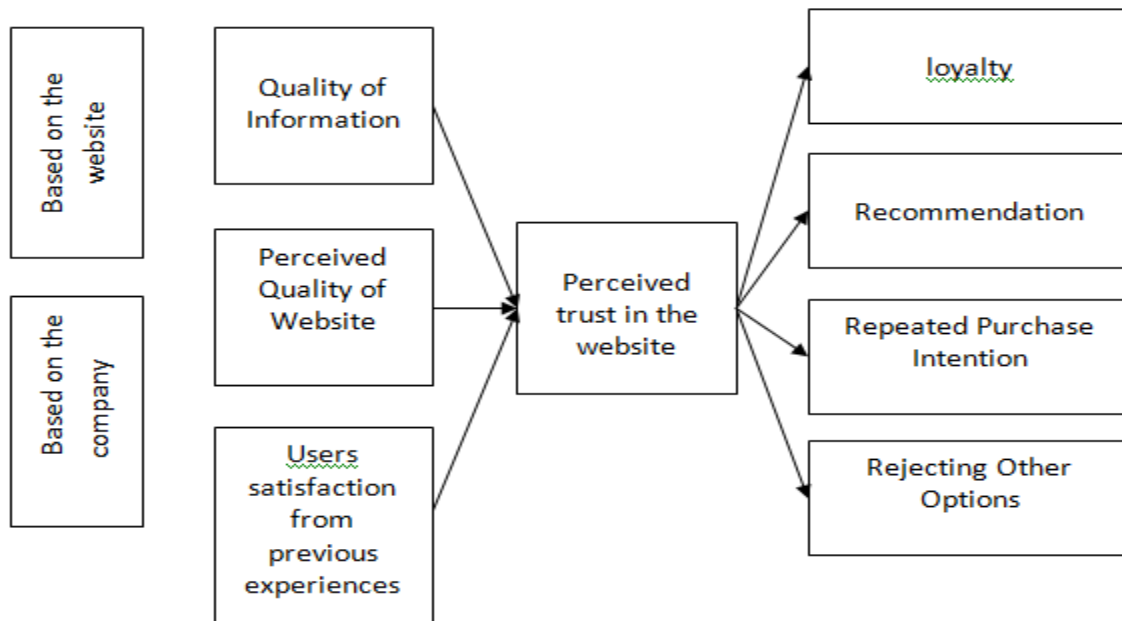 Based on the
website
Based on the
company
Quality of
Information
Perceived
Quality of
Website
Users
satisfaction
from
previous
experiences
Perceived
trust in the
website
loyalty
Recommendation
Repeated Purchase
Intention
Rejecting Other
Options